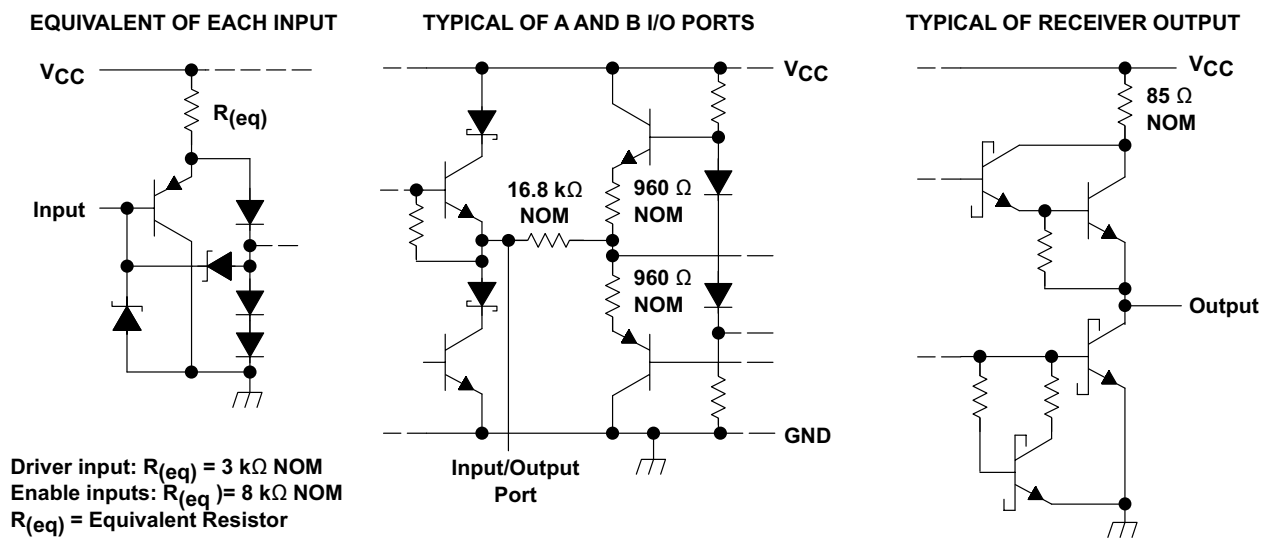 EQUIVALENT OF EACH INPUT
VCC
R(eq)
Input
Driver input: R(eq) = 3 kΩ NOM
Enable inputs: R(eq )= 8 kΩ NOM
R(eq) = Equivalent Resistor
TYPICAL OF A AND B I/O PORTS
VCC
16.8 kΩ
NOM
960 Ω
NOM
960 Ω
NOM
GND
Input/Output
Port
TYPICAL OF RECEIVER OUTPUT
VCC
85 Ω
NOM
Output